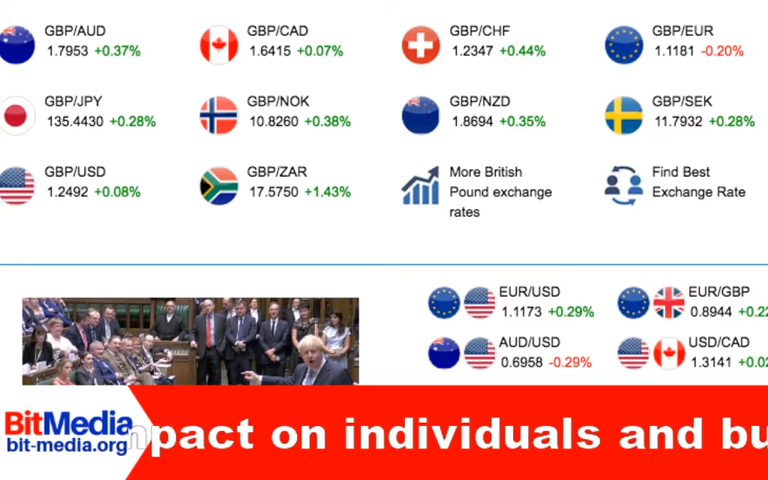 GBP/AUD
1.7953 +0.37%
GBP/CAD
1.6415 +0.07%
GBP/CHF
1.2347 +0.44%
GBP/EUR
1.1181 -0.20%
GBP/JPY
135.4430 +0.28%
GBP/NOK
10.8260 +0.38%
GBP/NZD
1.8694 +0.35%
GBP/SEK
11.7932 +0.28%
GBP/USD
1.2492 +0.08%
GBP/ZAR
17.5750 +1.43%
More British
Pound exchange
rates
Find Best
Exchange Rate
EUR/USD
1.1173 +0.29%
EUR/GBP
0.8944 +0.22
AUD/USD
0.6958 -0.29%
USD/CAD
1.3141 +0.02
BitMedia
bit-media.org
mpact on individuals and bu